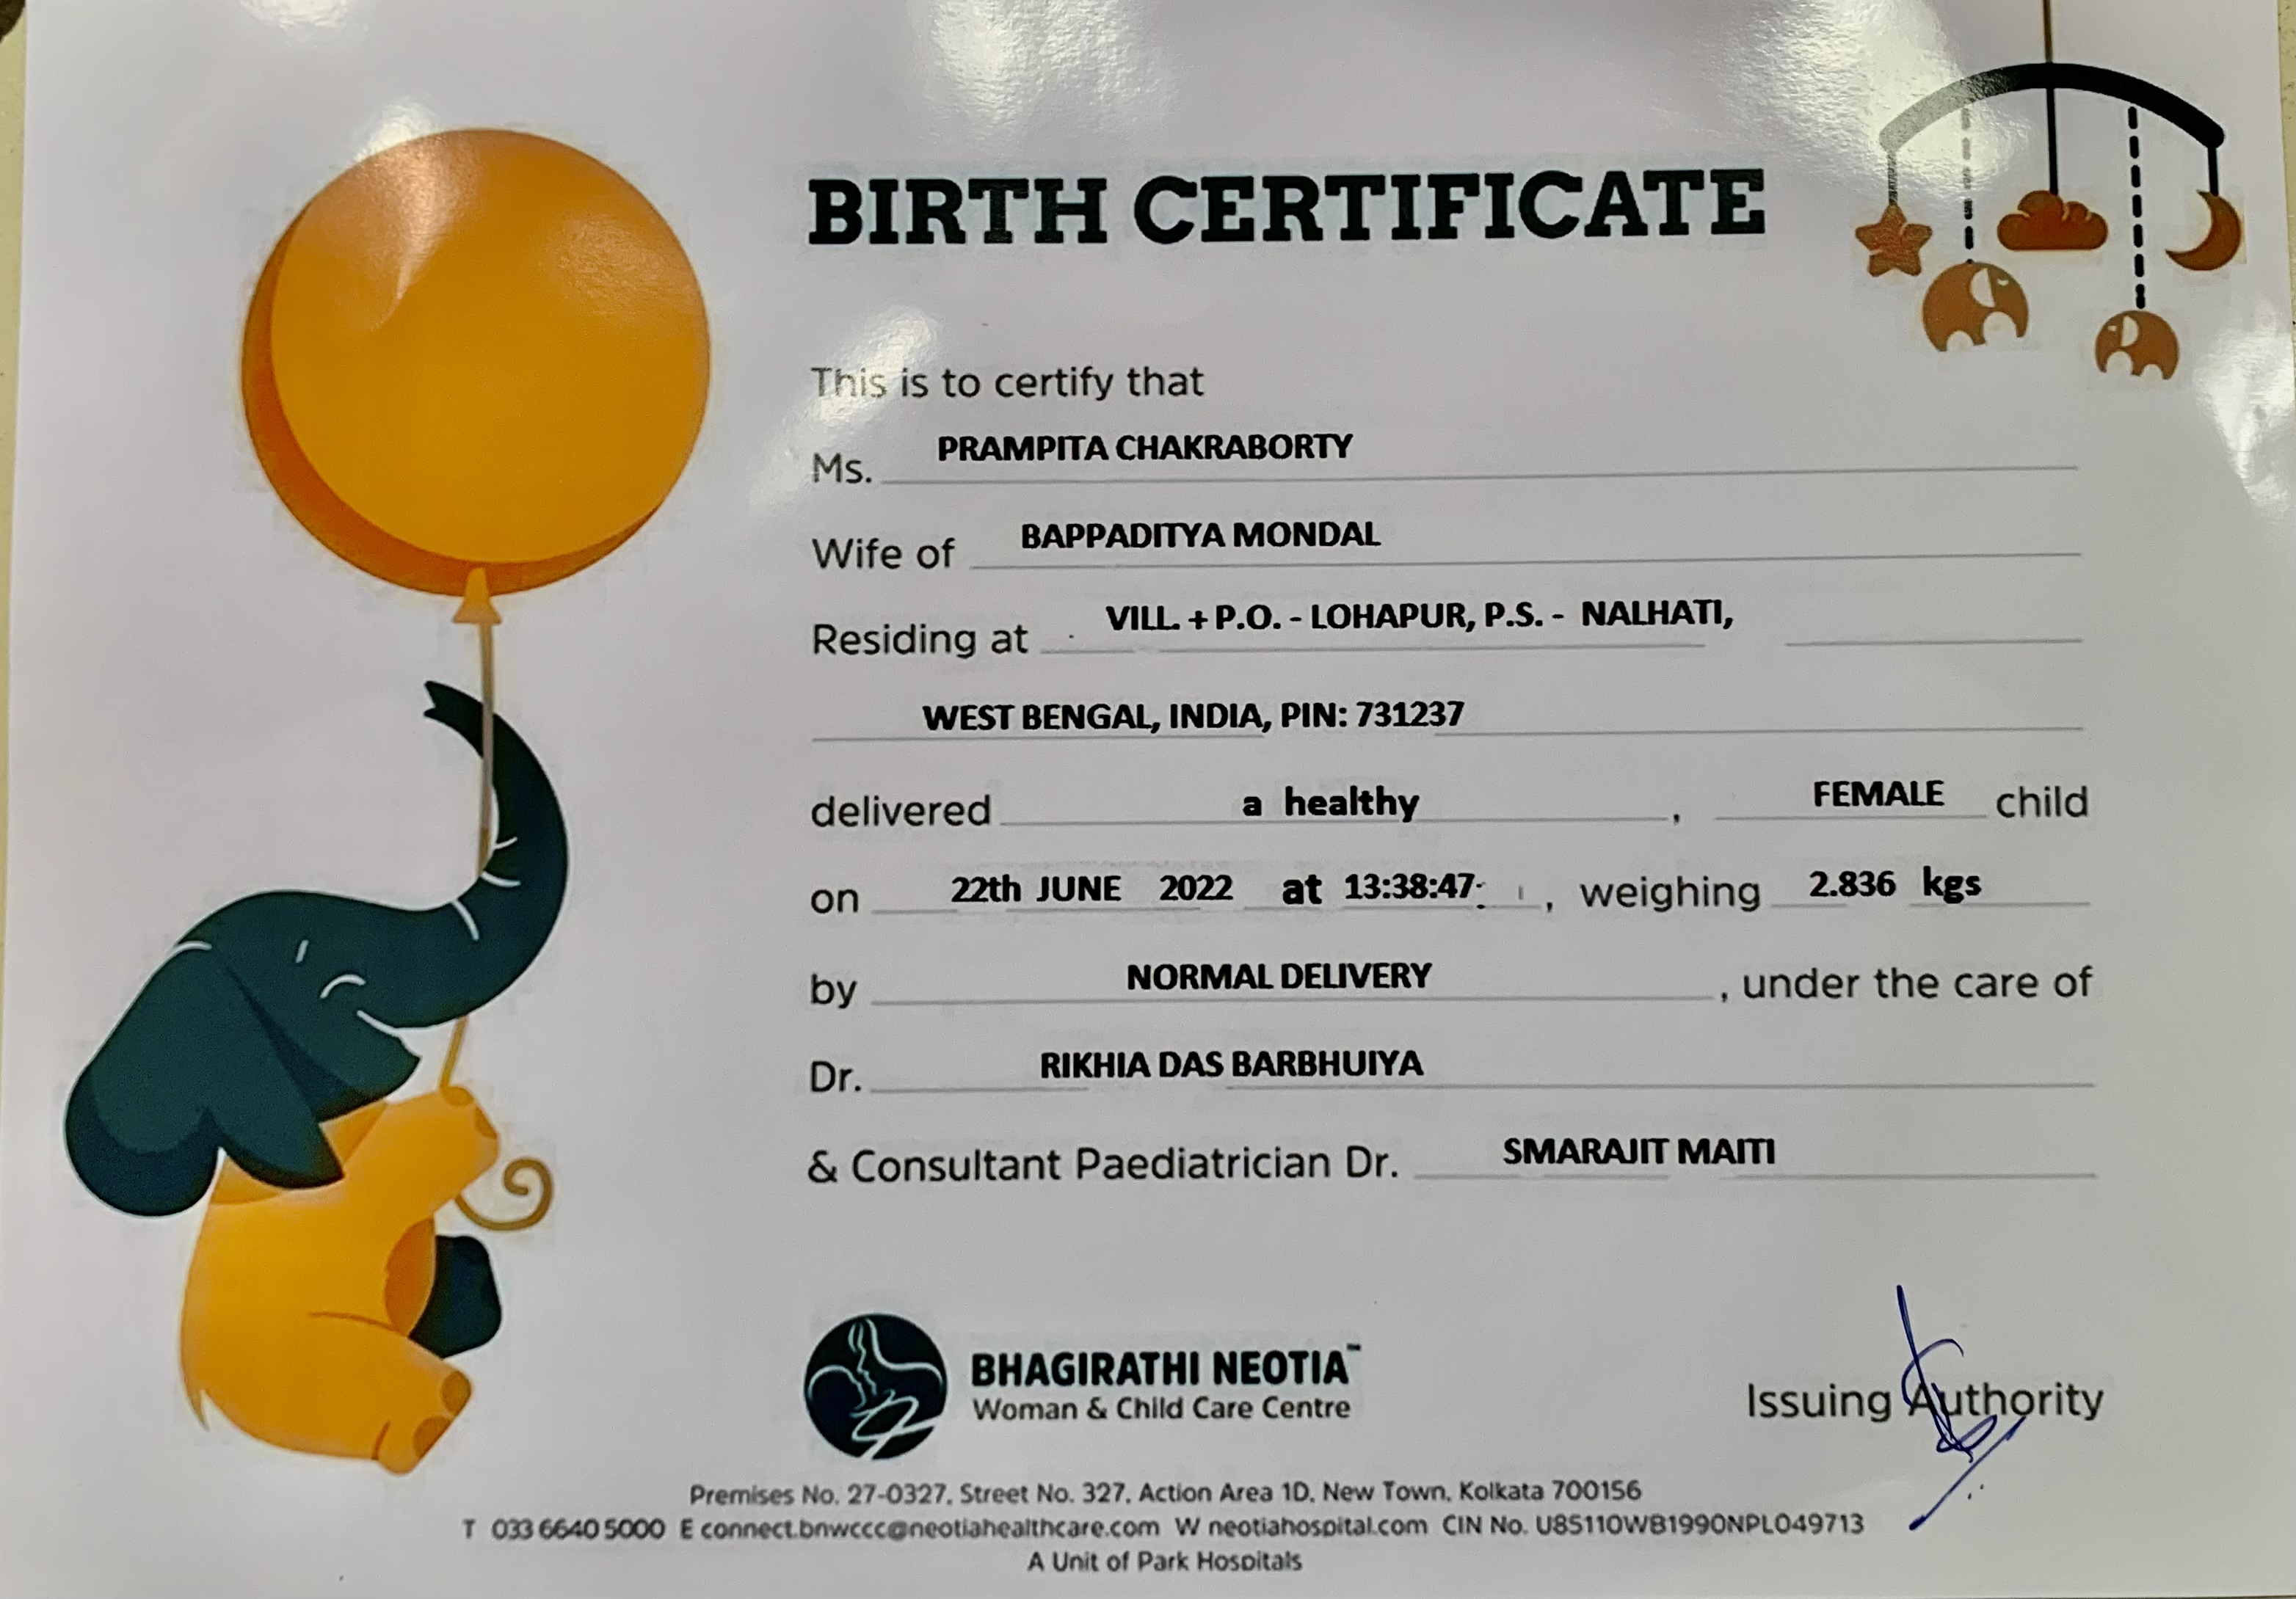 BIRTH CERTIFICATE
This is to certify that
Ms. PRAMPITA CHAKRABORTY
Wife of BAPPADITYA MONDAL
Residing at VILL. + P.O. - LOHAPUR, P.S. - NALHATI,
WEST BENGAL, INDIA, PIN: 731237
delivered a healthy , FEMALE child
on 22th JUNE 2022 at 13:38:47 , weighing 2.836 kgs
by NORMAL DELIVERY , under the care of
Dr. RIKHIA DAS BARBHUIYA
& Consultant Paediatrician Dr. SMARAJIT MAITI
BHAGIRATHI NEOTIA™
Woman & Child Care Centre
Issuing Authority
Premises No. 27-0327, Street No. 327, Action Area 1D, New Town, Kolkata 700156
T 033 6640 5000 E connect.bnwccc@neotiahealthcare.com W neotiahospital.com CIN No. U85110WB1990NPL049713
A Unit of Park Hospitals